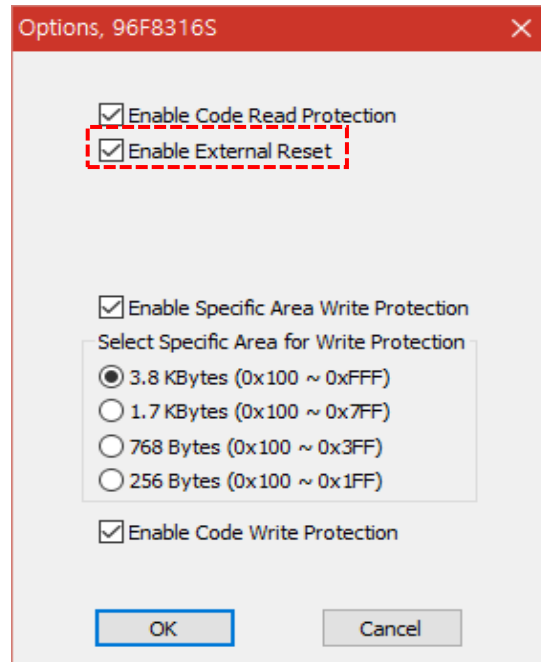 Options, 96F8316S
Enable Code Read Protection
Enable External Reset
Enable Specific Area Write Protection
Select Specific Area for Write Protection
3.8 KBytes (0x100 ~ 0xFFF)
1.7 KBytes (0x100 ~ 0x7FF)
768 Bytes (0x100 ~ 0x3FF)
256 Bytes (0x100 ~ 0x1FF)
Enable Code Write Protection
OK Cancel